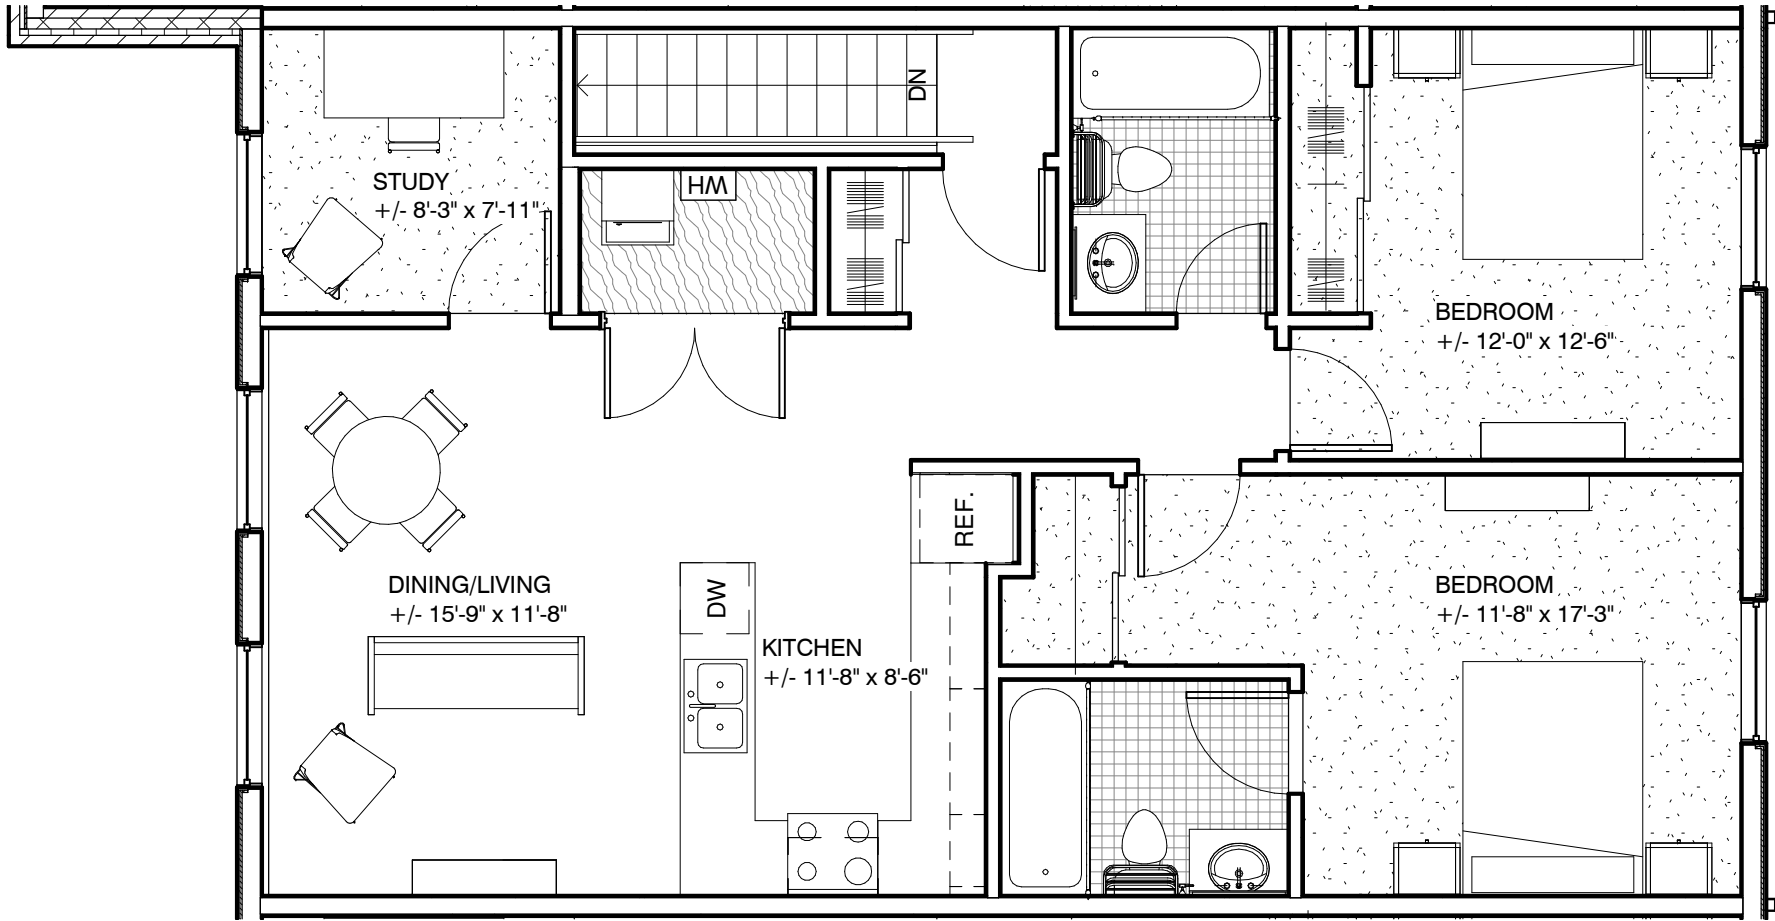 DN
WH
STUDY
+/- 8'-3" x 7'-11"
BEDROOM
+/- 12'-0" x 12'-6"
REF.
DINING/LIVING
+/- 15'-9" x 11'-8"
DW
KITCHEN
+/- 11'-8" x 8'-6"
BEDROOM
+/- 11'-8" x 17'-3"